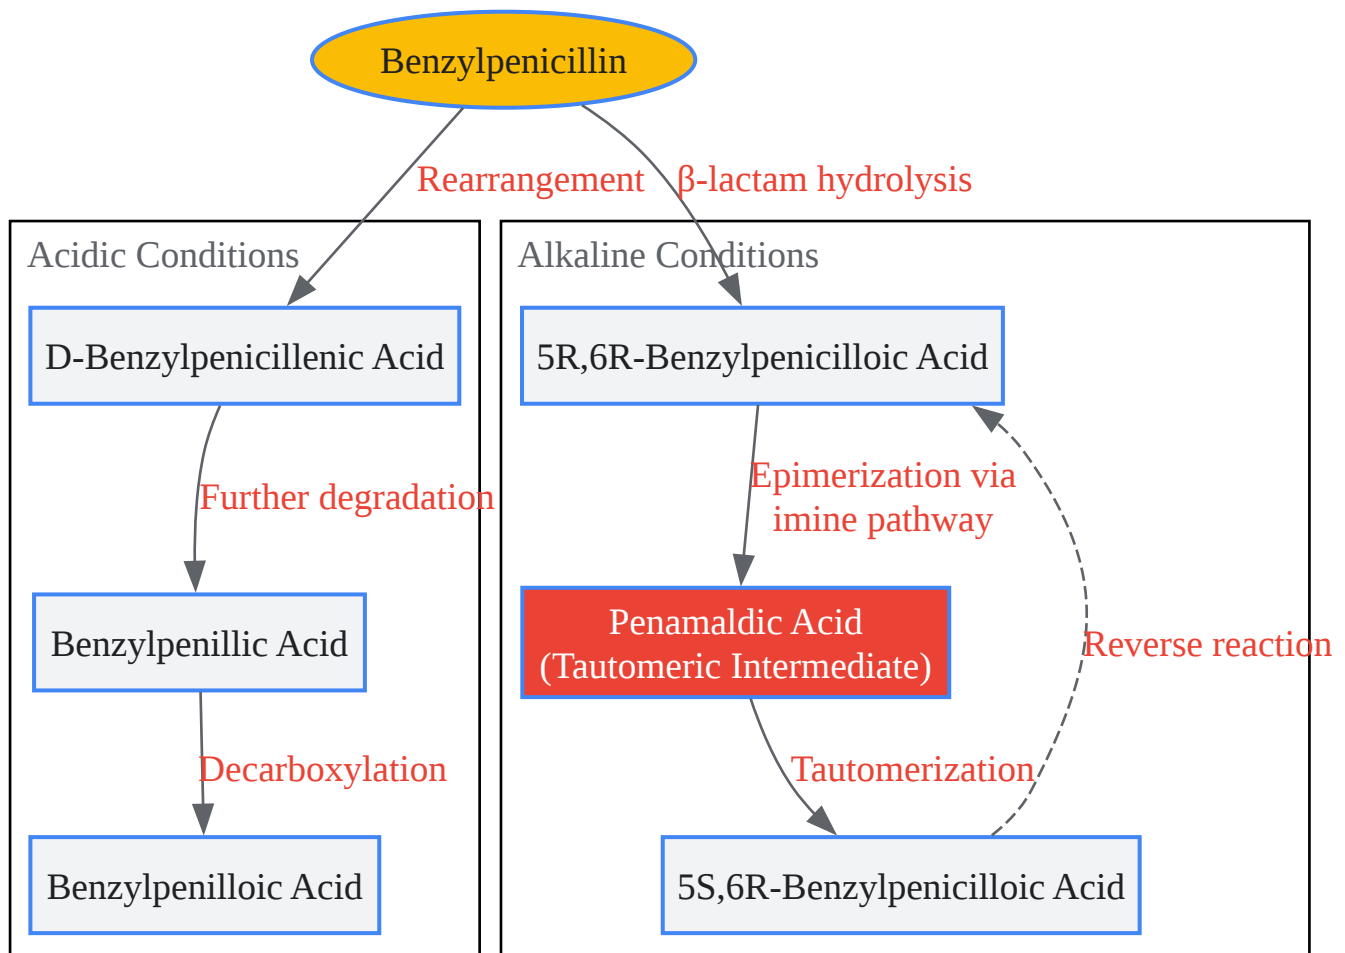 Benzylpenicillin
Rearrangement
β-lactam hydrolysis
Acidic Conditions
Alkaline Conditions
D-Benzylpenicillenic Acid
5R,6R-Benzylpenicilloic Acid
Further degradation
Epimerization via
imine pathway
Benzylpenillic Acid
Penamaldic Acid
(Tautomeric Intermediate)
Reverse reaction
Decarboxylation
Tautomerization
Benzylpenilloic Acid
5S,6R-Benzylpenicilloic Acid